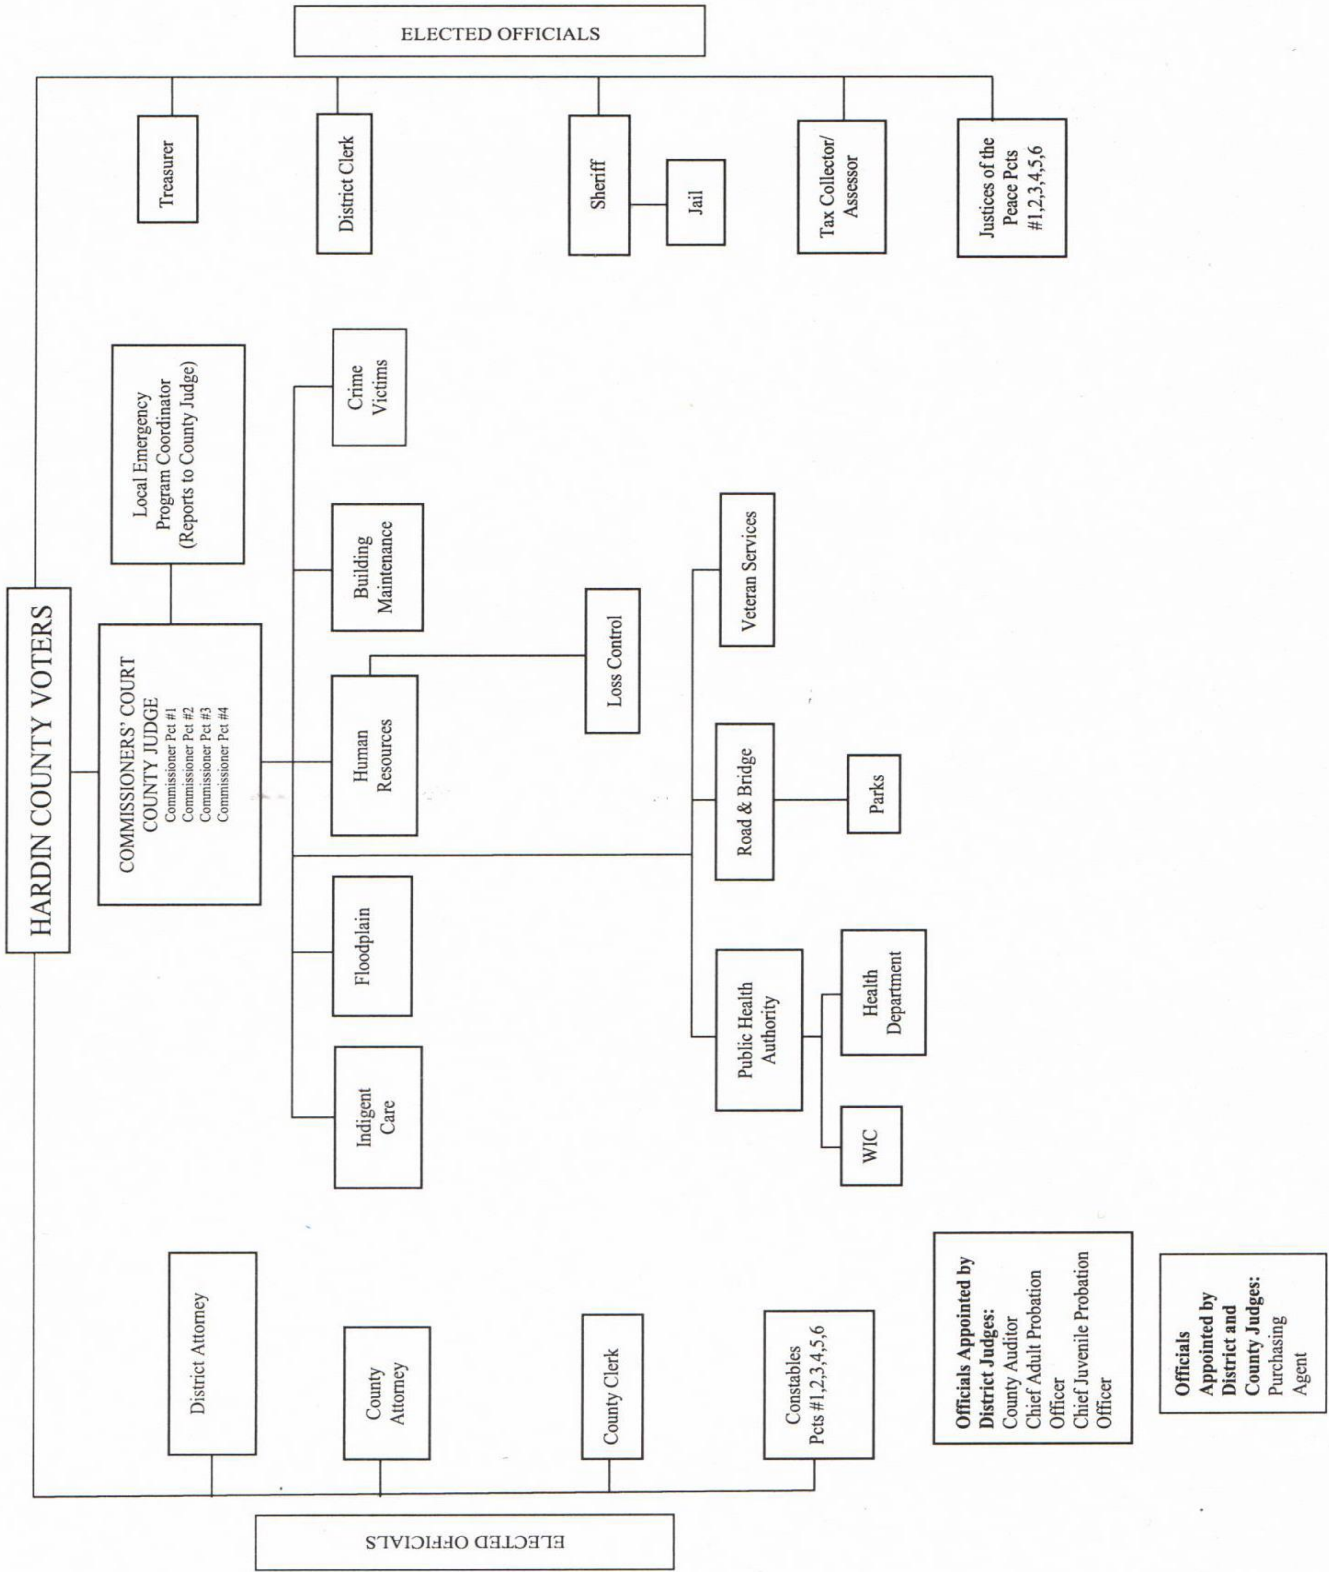 HARDIN COUNTY VOTERS
COMMISSIONERS' COURT
COUNTY JUDGE
Commissioner Pct #1
Commissioner Pct #2
Commissioner Pct #3
Commissioner Pct #4
Local Emergency
Program Coordinator
(Reports to County Judge)
ELECTED OFFICIALS
District Attorney
County
Attorney
County Clerk
Constables
Pcts #1,2,3,4,5,6
Indigent
Care
Floodplain
Human
Resources
Building
Maintenance
Crime
Victims
Loss Control
Public Health
Authority
Road & Bridge
Veteran Services
WIC
Health
Department
Parks
ELECTED OFFICIALS
Treasurer
District Clerk
Sheriff
Jail
Tax Collector/
Assessor
Justices of the
Peace Pcts
#1,2,3,4,5,6
Officials Appointed by
District Judges:
County Auditor
Chief Adult Probation
Officer
Chief Juvenile Probation
Officer
Officials
Appointed by
District and
County Judges:
Purchasing
Agent